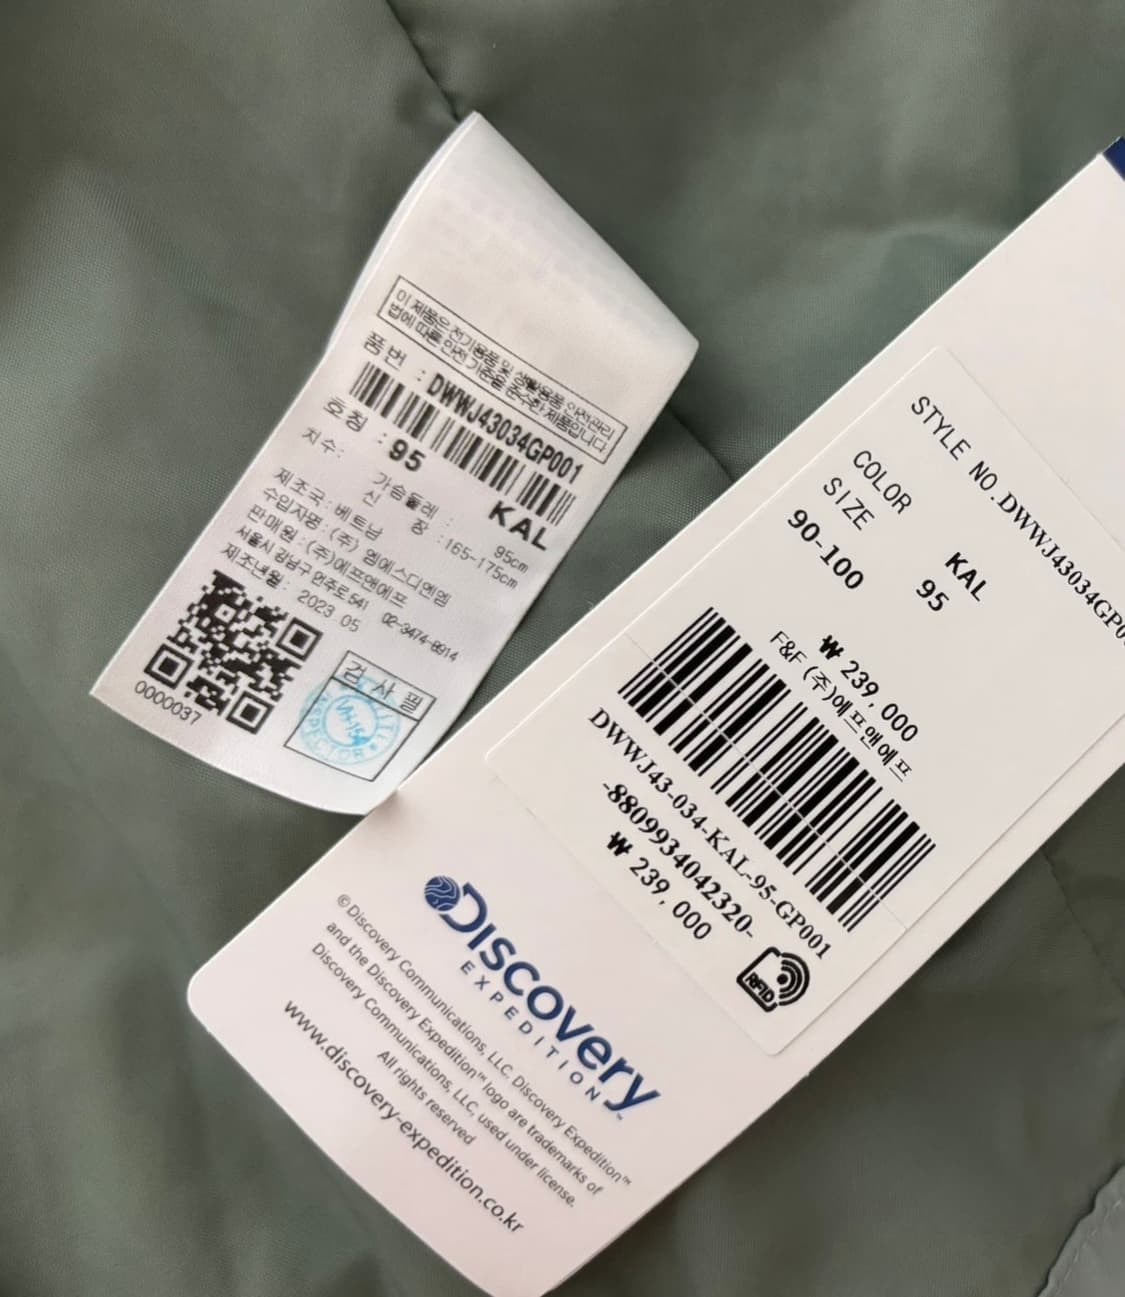 이 제품은 전기용품 및 생활용품 안전관리
법에 따른 안전 기준을 준수한 제품입니다.
품번 : DWWJ43034GP001
호칭 : 95 KAL
치수: 가슴둘레 : 95cm
신 장 : 165~175cm
제조국 : 베트남
수입자명 : (주) 엠에스디엔엠
판매원 : (주)에프앤에프
서울시 강남구 언주로 541 02-3474-8914
제조년월 : 2023.05
0000037
검사필
INSPECTOR
STYLE NO. DWWJ43034GP0
COLOR KAL
SIZE 95
90-100
₩ 239,000
F&F (주)에프앤에프
DWWJ43-034-KAL-95-GP001
-8809934042320-
₩ 239,000
RFID
DISCOVERY
EXPEDITION™
© Discovery Communications, LLC. Discovery Expedition™
and the Discovery Expedition™ logo are trademarks of
Discovery Communications, LLC, used under license.
All rights reserved
www.discovery-expedition.co.kr